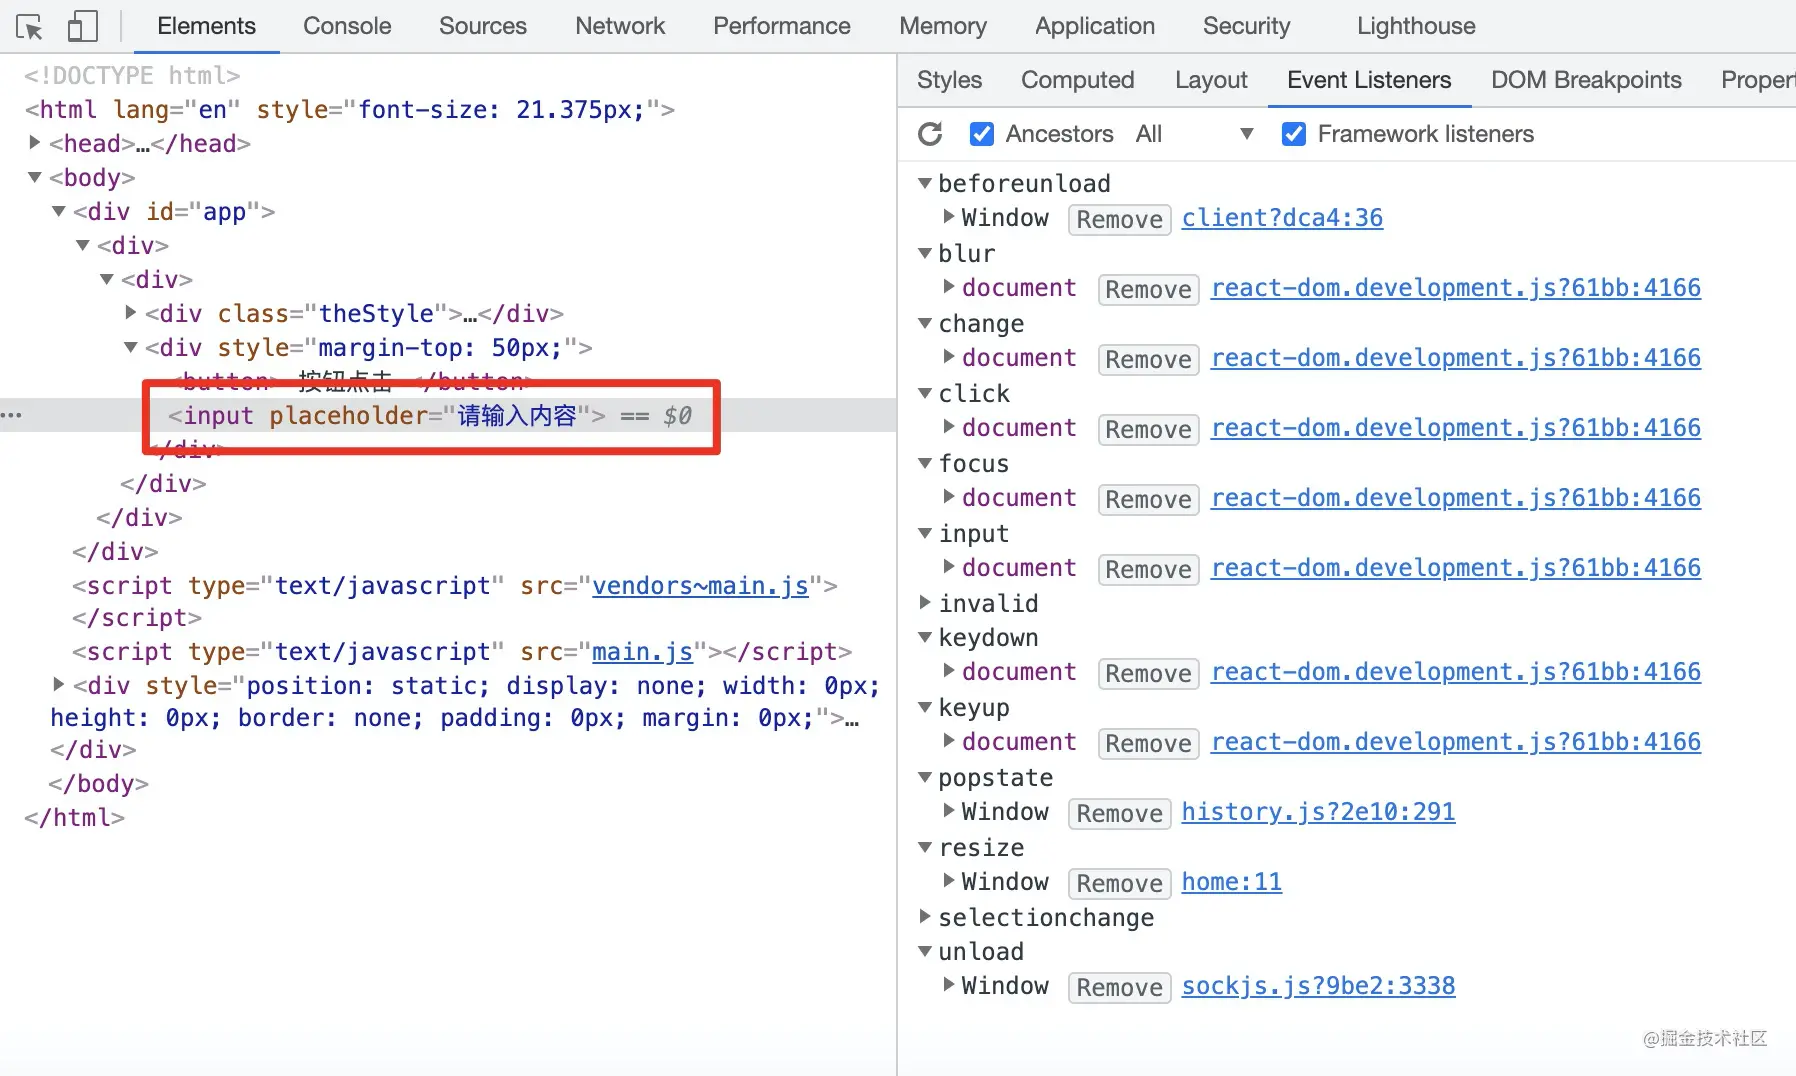 Elements Console Sources Network Performance Memory Application Security Lighthouse
<!DOCTYPE html>
<html lang="en" style="font-size: 21.375px;">
<head>…</head>
<body>
<div id="app">
<div>
<div>
<div class="theStyle">…</div>
<div style="margin-top: 50px;">
<button> 按钮点击 </button>
<input placeholder="请输入内容"> == $0
</div>
</div>
</div>
</div>
<script type="text/javascript" src="vendors~main.js">
</script>
<script type="text/javascript" src="main.js"></script>
<div style="position: static; display: none; width: 0px;
height: 0px; border: none; padding: 0px; margin: 0px;">…
</div>
</body>
</html>
Styles Computed Layout Event Listeners DOM Breakpoints Proper
Ancestors All Framework listeners
beforeunload
Window Remove client?dca4:36
blur
document Remove react-dom.development.js?61bb:4166
change
document Remove react-dom.development.js?61bb:4166
click
document Remove react-dom.development.js?61bb:4166
focus
document Remove react-dom.development.js?61bb:4166
input
document Remove react-dom.development.js?61bb:4166
invalid
keydown
document Remove react-dom.development.js?61bb:4166
keyup
document Remove react-dom.development.js?61bb:4166
popstate
Window Remove history.js?2e10:291
resize
Window Remove home:11
selectionchange
unload
Window Remove sockjs.js?9be2:3338
@掘金技术社区